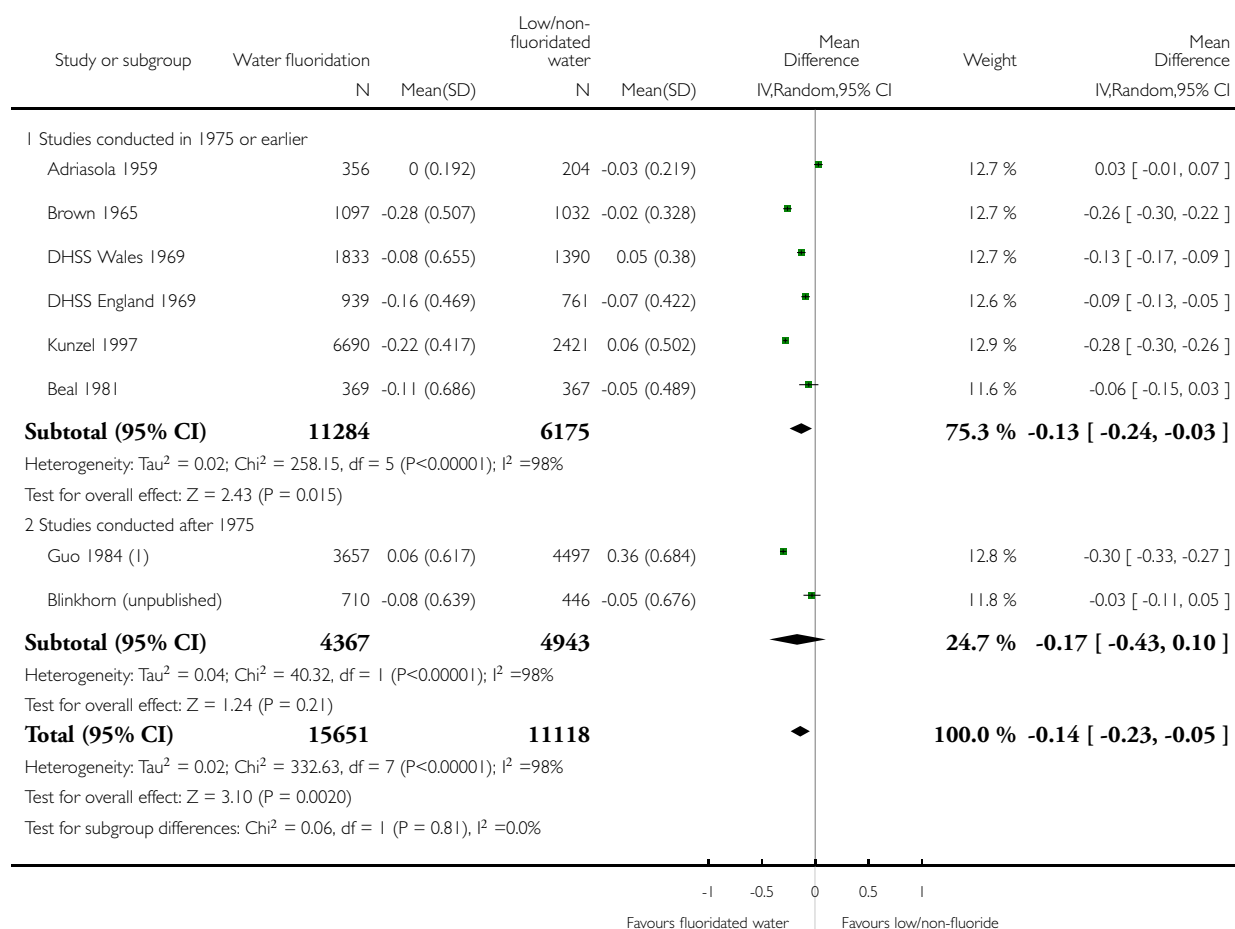 Study or subgroup Water fluoridation Low/non-fluoridated water Mean Difference Weight Mean Difference
N Mean(SD) N Mean(SD) IV,Random,95% CI IV,Random,95% CI
1 Studies conducted in 1975 or earlier
Adriasola 1959 356 0 (0.192) 204 -0.03 (0.219) 12.7 % 0.03 [ -0.01, 0.07 ]
Brown 1965 1097 -0.28 (0.507) 1032 -0.02 (0.328) 12.7 % -0.26 [ -0.30, -0.22 ]
DHSS Wales 1969 1833 -0.08 (0.655) 1390 0.05 (0.38) 12.7 % -0.13 [ -0.17, -0.09 ]
DHSS England 1969 939 -0.16 (0.469) 761 -0.07 (0.422) 12.6 % -0.09 [ -0.13, -0.05 ]
Kunzel 1997 6690 -0.22 (0.417) 2421 0.06 (0.502) 12.9 % -0.28 [ -0.30, -0.26 ]
Beal 1981 369 -0.11 (0.686) 367 -0.05 (0.489) 11.6 % -0.06 [ -0.15, 0.03 ]
Subtotal (95% CI) 11284 6175 75.3 % -0.13 [ -0.24, -0.03 ]
Heterogeneity: Tau² = 0.02; Chi² = 258.15, df = 5 (P<0.00001); I² =98%
Test for overall effect: Z = 2.43 (P = 0.015)
2 Studies conducted after 1975
Guo 1984 (1) 3657 0.06 (0.617) 4497 0.36 (0.684) 12.8 % -0.30 [ -0.33, -0.27 ]
Blinkhorn (unpublished) 710 -0.08 (0.639) 446 -0.05 (0.676) 11.8 % -0.03 [ -0.11, 0.05 ]
Subtotal (95% CI) 4367 4943 24.7 % -0.17 [ -0.43, 0.10 ]
Heterogeneity: Tau² = 0.04; Chi² = 40.32, df = 1 (P<0.00001); I² =98%
Test for overall effect: Z = 1.24 (P = 0.21)
Total (95% CI) 15651 11118 100.0 % -0.14 [ -0.23, -0.05 ]
Heterogeneity: Tau² = 0.02; Chi² = 332.63, df = 7 (P<0.00001); I² =98%
Test for overall effect: Z = 3.10 (P = 0.0020)
Test for subgroup differences: Chi² = 0.06, df = 1 (P = 0.81), I² =0.0%
-1 -0.5 0 0.5 1
Favours fluoridated water Favours low/non-fluoride